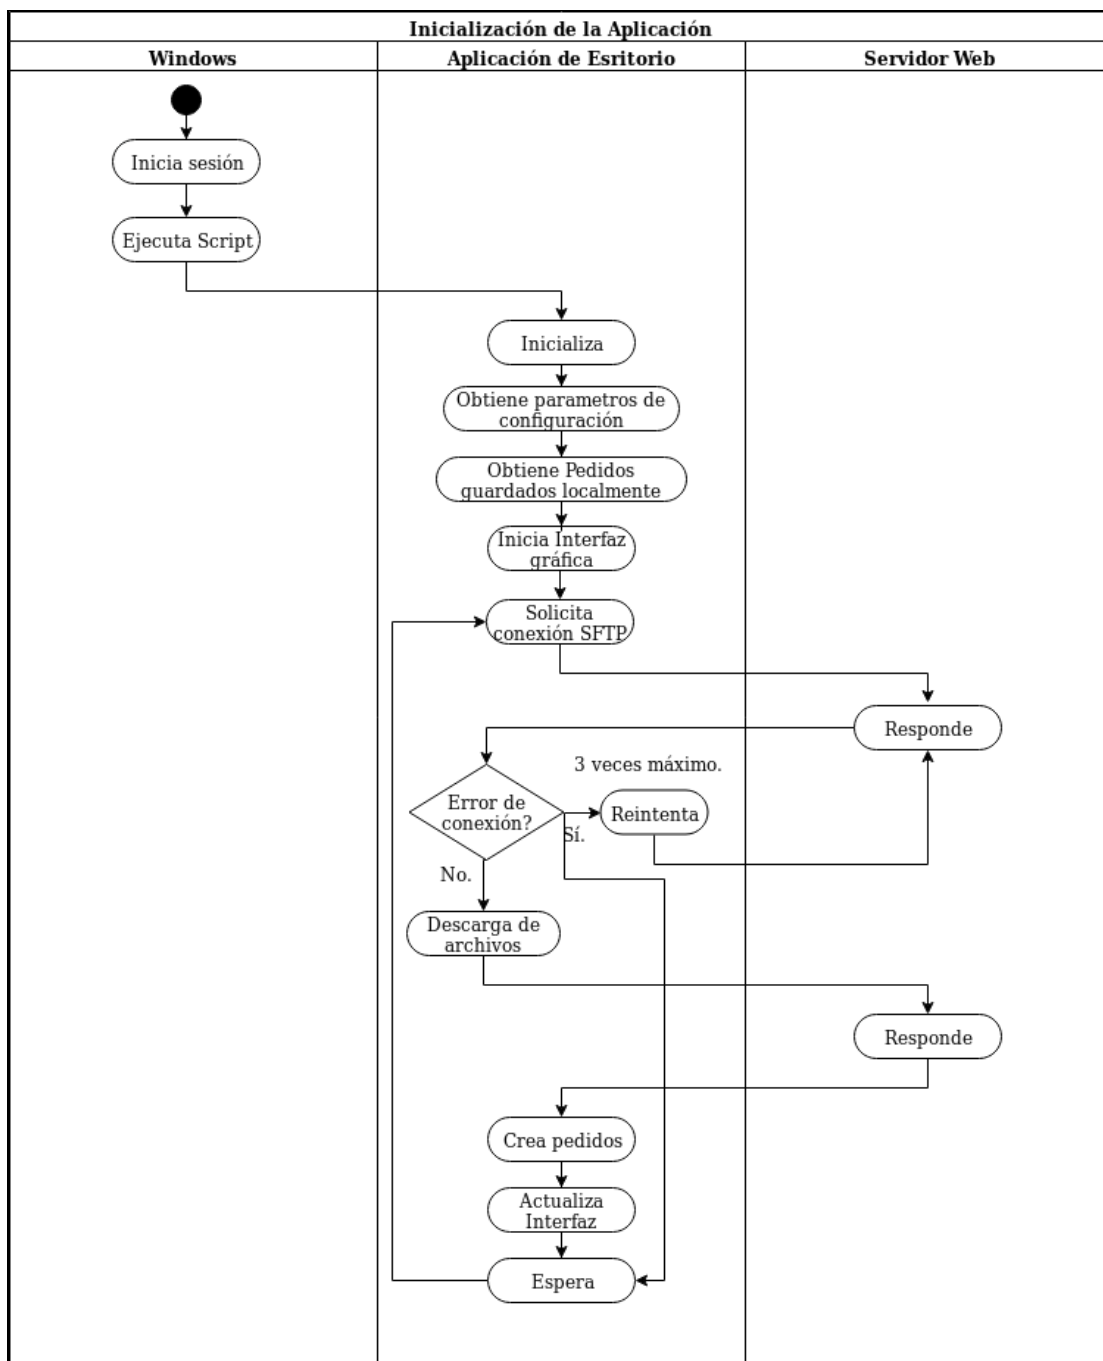 Inicialización de la Aplicación
Windows
Aplicación de Esritorio
Servidor Web
Inicia sesión
Ejecuta Script
Inicializa
Obtiene parametros de
configuración
Obtiene Pedidos
guardados localmente
Inicia Interfaz
gráfica
Solicita
conexión SFTP
Responde
3 veces máximo.
Error de
conexión?
Reintenta
Sí.
No.
Descarga de
archivos
Responde
Crea pedidos
Actualiza
Interfaz
Espera